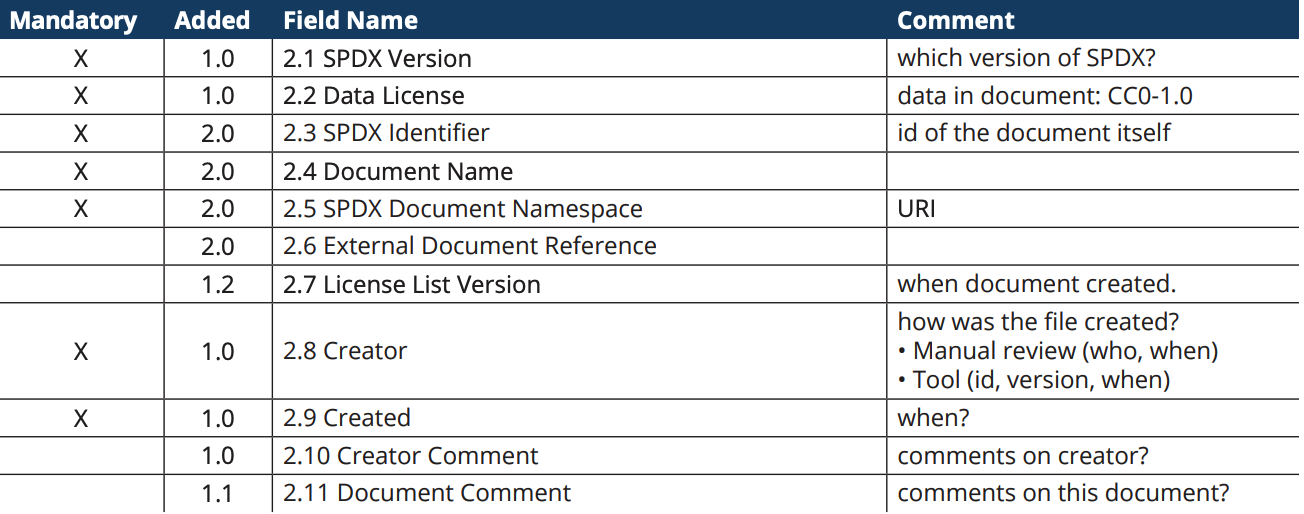 Mandatory Added Field Name Comment
X 1.0 2.1 SPDX Version which version of SPDX?
X 1.0 2.2 Data License data in document: CC0-1.0
X 2.0 2.3 SPDX Identifier id of the document itself
X 2.0 2.4 Document Name
X 2.0 2.5 SPDX Document Namespace URI
2.0 2.6 External Document Reference
1.2 2.7 License List Version when document created.
X 1.0 2.8 Creator how was the file created?
• Manual review (who, when)
• Tool (id, version, when)
X 1.0 2.9 Created when?
1.0 2.10 Creator Comment comments on creator?
1.1 2.11 Document Comment comments on this document?